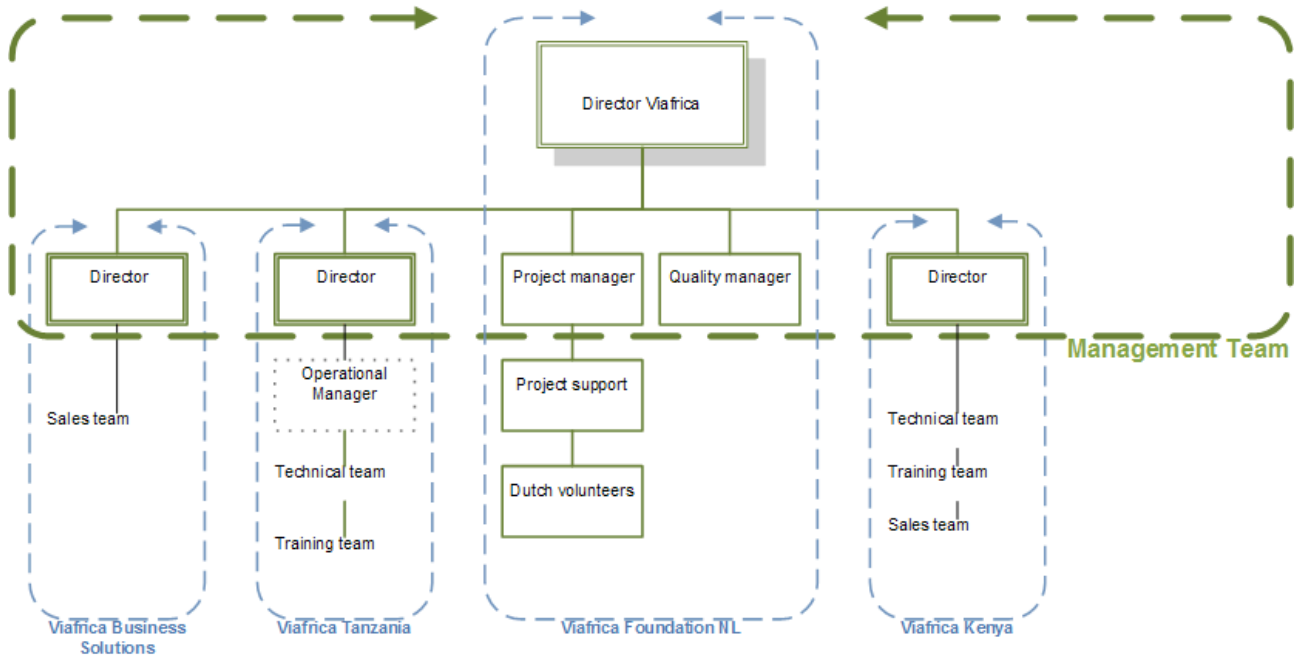 Director Viafrica
Director
Director
Project manager
Quality manager
Director
Management Team
Operational
Manager
Project support
Sales team
Technical team
Technical team
Training team
Dutch volunteers
Training team
Sales team
Viafrica Business
Solutions
Viafrica Tanzania
Viafrica Foundation NL
Viafrica Kenya